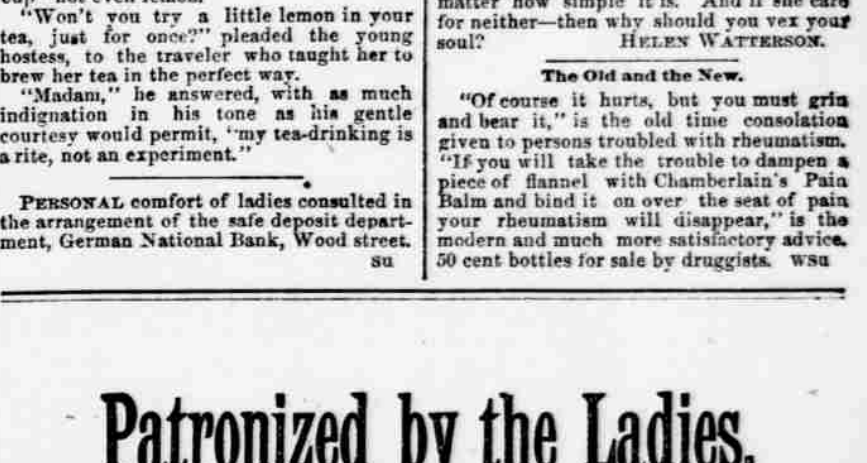 "Won't you try a little lemon in your
tea, just for once?" pleaded the young
hostess, to the traveler who taught her to
brew her tea in the perfect way.
"Madam," he answered, with as much
indignation in his tone as his gentle
courtesy would permit, "my tea-drinking is
a rite, not an experiment."
PERSONAL comfort of ladies consulted in
the arrangement of the safe deposit depart-
ment, German National Bank, Wood street.
su
matter how simple it is. And if she care
for neither—then why should you vex your
soul? HELEN WATTERSON.
The Old and the New.
"Of course it hurts, but you must grin
and bear it," is the old time consolation
given to persons troubled with rheumatism.
"If you will take the trouble to dampen a
piece of flannel with Chamberlain's Pain
Balm and bind it on over the seat of pain
your rheumatism will disappear," is the
modern and much more satisfactory advice.
50 cent bottles for sale by druggists. wsu
Patronized by the Ladies.